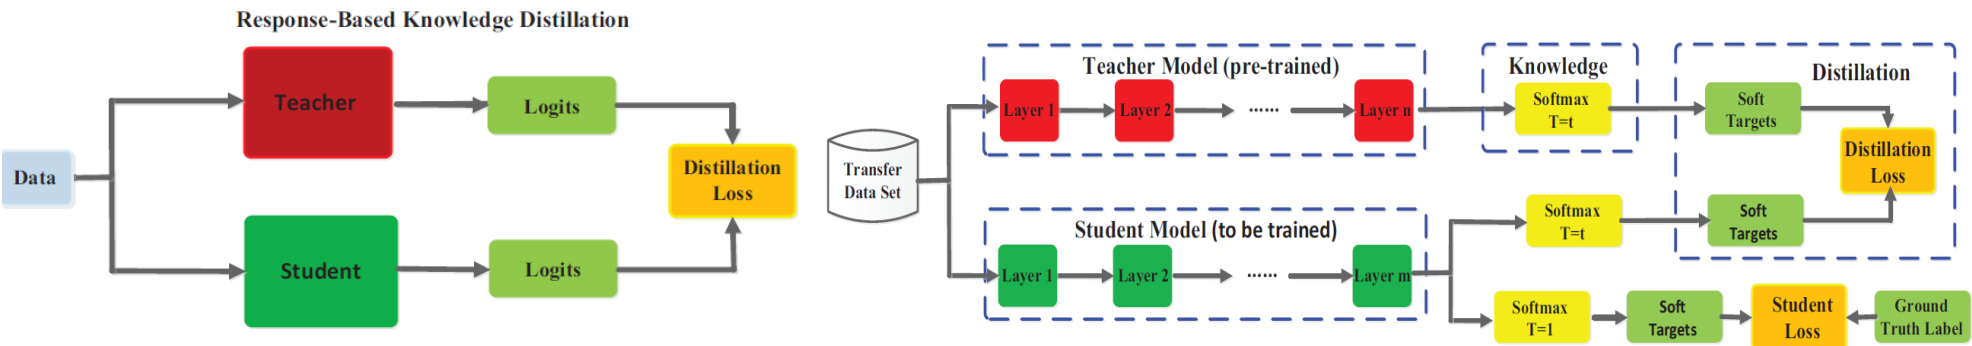 Response-Based Knowledge Distillation
Data
Teacher
Logits
Distillation
Loss
Student
Logits
Transfer
Data Set
Teacher Model (pre-trained)
Layer 1
Layer 2
......
Layer n
Knowledge
Softmax
T=t
Distillation
Soft
Targets
Distillation
Loss
Student Model (to be trained)
Layer 1
Layer 2
......
Layer m
Softmax
T=t
Soft
Targets
Softmax
T=1
Soft
Targets
Student
Loss
Ground
Truth Label